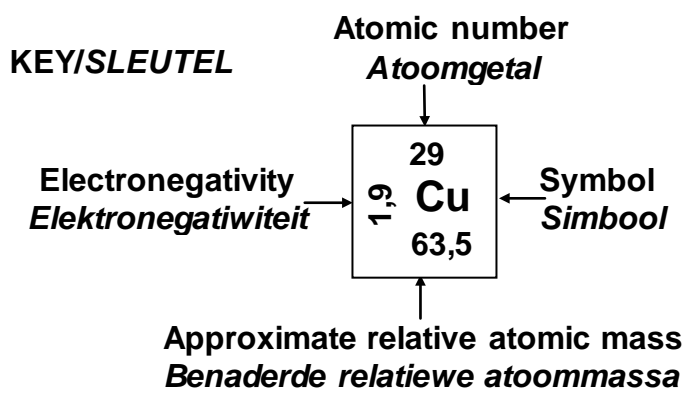 Atomic number
KEY/SLEUTEL
Atoomgetal
29
Electronegativity
Elektronegatiwiteit
1,9
Cu
Symbol
Simbool
63,5
Approximate relative atomic mass
Benaderde relatiewe atoommassa